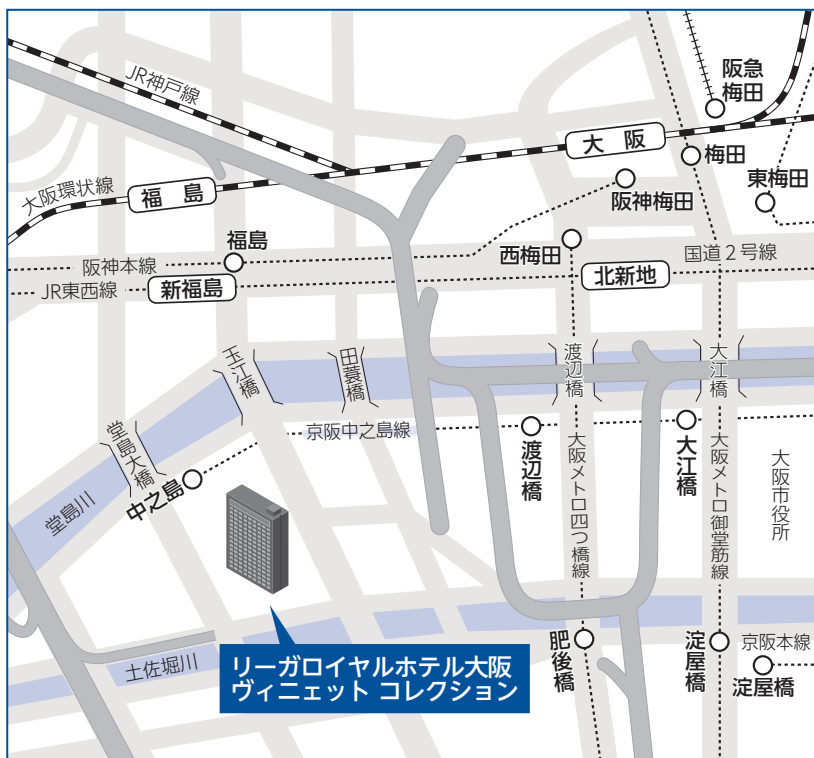 JR神戸線
阪急
梅田
大阪
梅田
東梅田
阪神梅田
大阪環状線
福島
福島
西梅田
国道2号線
阪神本線
JR東西線
新福島
北新地
玉江橋
田蓑橋
渡辺橋
大江橋
堂島大橋
京阪中之島線
渡辺橋
大江橋
中之島
堂島川
大阪メトロ四つ橋線
大阪メトロ御堂筋線
大阪市役所
土佐堀川
リーガロイヤルホテル大阪
ヴィニェット コレクション
肥後橋
淀屋橋
京阪本線
淀屋橋